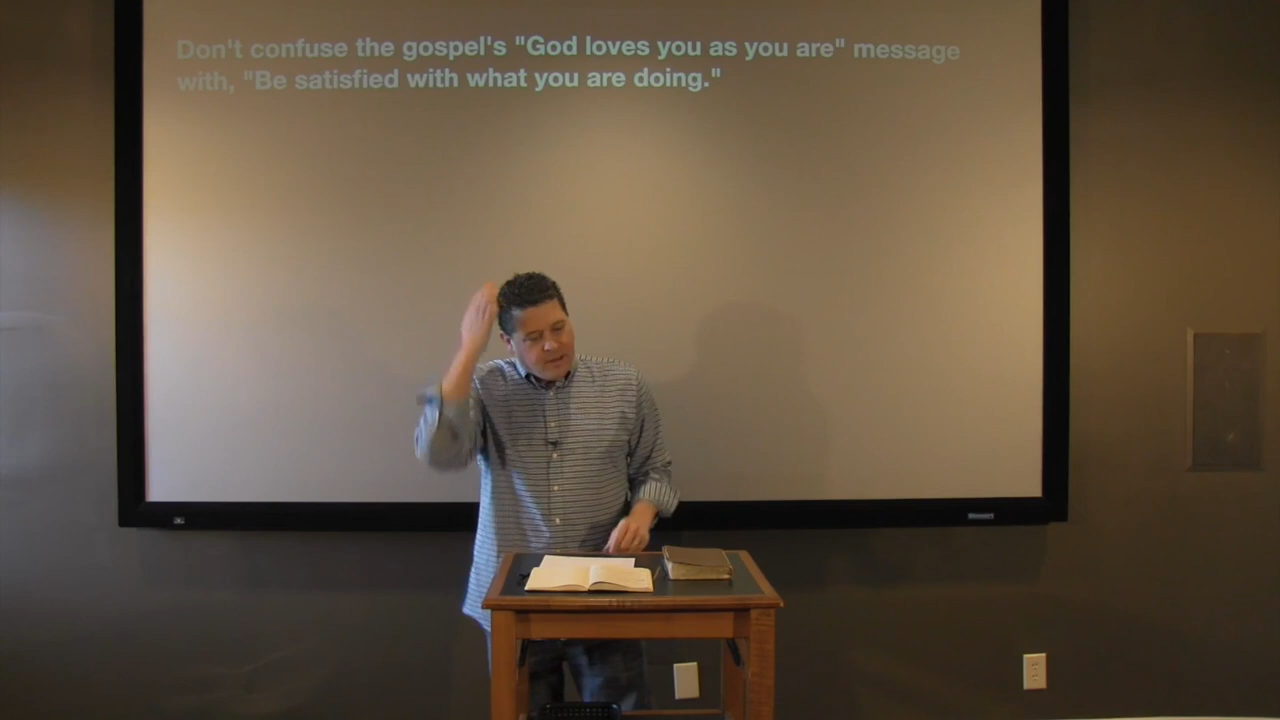 Don't confuse the gospel's "God loves you as you are" message
with, "Be satisfied with what you are doing."
Stewart